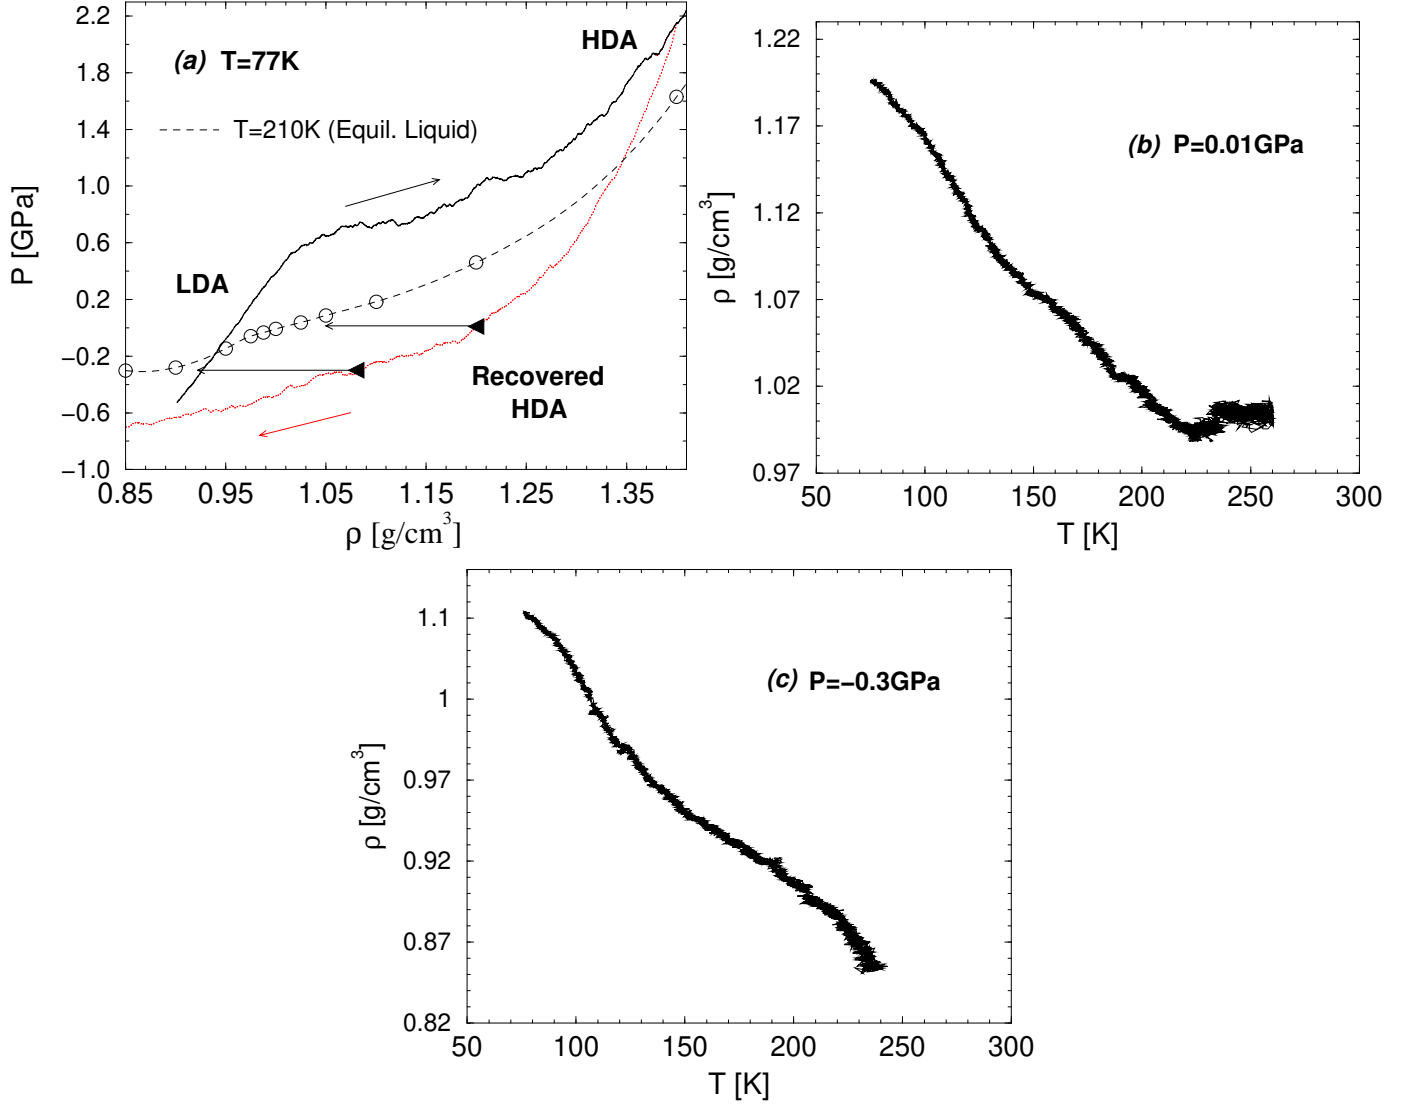 2.2
1.8
1.4
1.0
0.6
0.2
−0.2
−0.6
−1.0
P [GPa]
(a) T=77K
HDA
T=210K (Equil. Liquid)
LDA
Recovered
HDA
0.85 0.95 1.05 1.15 1.25 1.35
ρ [g/cm³]
1.22
1.17
1.12
1.07
1.02
0.97
ρ [g/cm³]
(b) P=0.01GPa
50 100 150 200 250 300
T [K]
1.1
1
0.97
0.92
0.87
0.82
ρ [g/cm³]
(c) P=−0.3GPa
50 100 150 200 250 300
T [K]